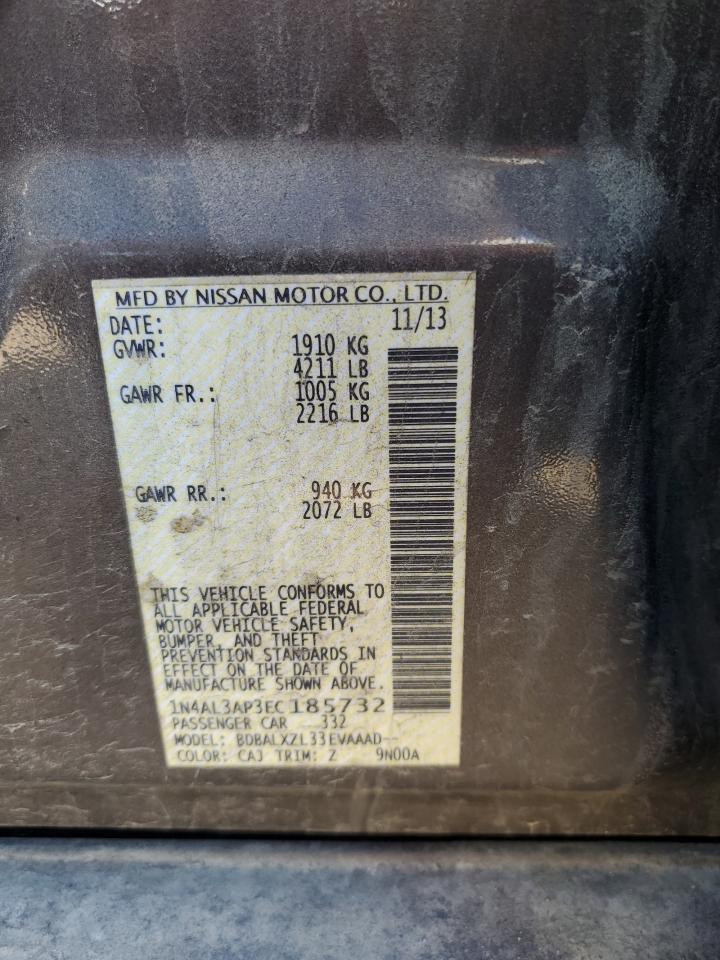 MFD BY NISSAN MOTOR CO., LTD.
DATE: 11/13
GVWR: 1910 KG
4211 LB
GAWR FR.: 1005 KG
2216 LB
GAWR RR.: 940 KG
2072 LB
THIS VEHICLE CONFORMS TO
ALL APPLICABLE FEDERAL
MOTOR VEHICLE SAFETY,
BUMPER, AND THEFT
PREVENTION STANDARDS IN
EFFECT ON THE DATE OF
MANUFACTURE SHOWN ABOVE.
1N4AL3AP3EC185732
PASSENGER CAR 332
MODEL: BDBALXZL33EVAAAD--
COLOR: CAJ TRIM: Z 9N00A